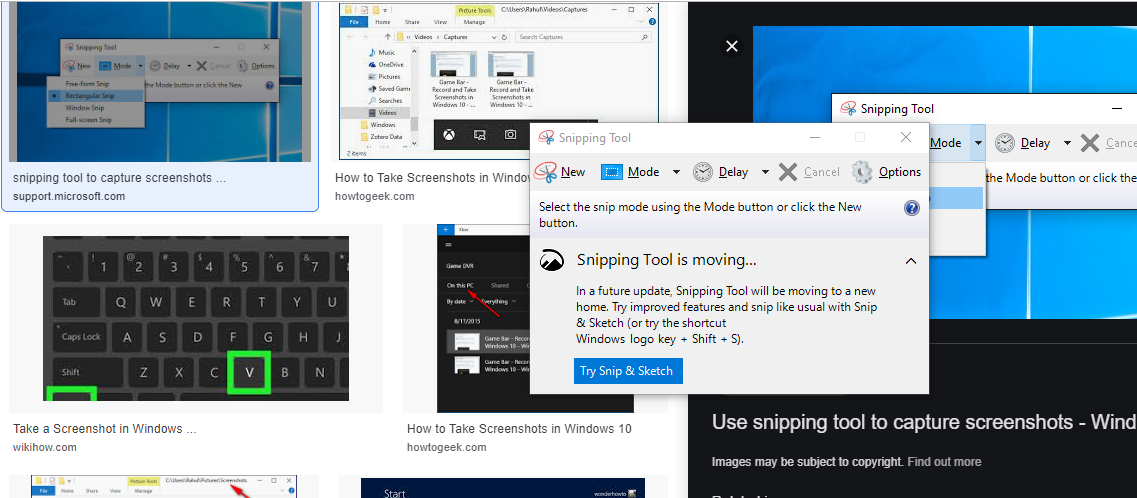 Snipping Tool
New
Mode
Delay
Cancel
Options
Free-form Snip
Rectangular Snip
Window Snip
Full-screen Snip
the Mode button or click the New
snipping tool to capture screenshots ...
support.microsoft.com
Picture Tools
C:\Users\Rahul\Videos\Captures
File
Home
Share
View
Manage
Videos
Captures
Search Captures
Music
OneDrive
Pictures
Saved Game
Searches
Videos
Windows
Zotero Data
2 items
Game Bar -
Record and
Take
Screenshots in
Windows 10 - ...
Game Bar -
Record and
Take
Screenshots in
Windows 10 - ...
How to Take Screenshots in Windo
howtogeek.com
Snipping Tool
New
Mode
Delay
Cancel
Options
Select the snip mode using the Mode button or click the New
button.
Snipping Tool is moving...
In a future update, Snipping Tool will be moving to a new
home. Try improved features and snip like usual with Snip
& Sketch (or try the shortcut
Windows logo key + Shift + S).
Try Snip & Sketch
Snipping Tool
Mode
Delay
Cance
the Mode button or click the
~
`
!
1
@
2
#
3
$
4
%
5
^
6
&
7
*
Tab
Q
W
E
R
T
Y
U
Caps Lock
A
S
D
F
G
H
J
Shift
Z
X
C
V
B
N
Take a Screenshot in Windows ...
wikihow.com
Xbox
Game DVR
On this PC
Shared
By date
Everything
8/17/2015
Game Bar - Reco
Windows 10 - Wi
Game Bar - Reco
Windows 10 - Wi
How to Take Screenshots in Windows 10
howtogeek.com
Use snipping tool to capture screenshots - Wind
Images may be subject to copyright. Find out more
Picture Tools
C:\Users\Rahul\Pictures\Screenshots
File
Home
Share
View
Manage
Start
wonderhowto